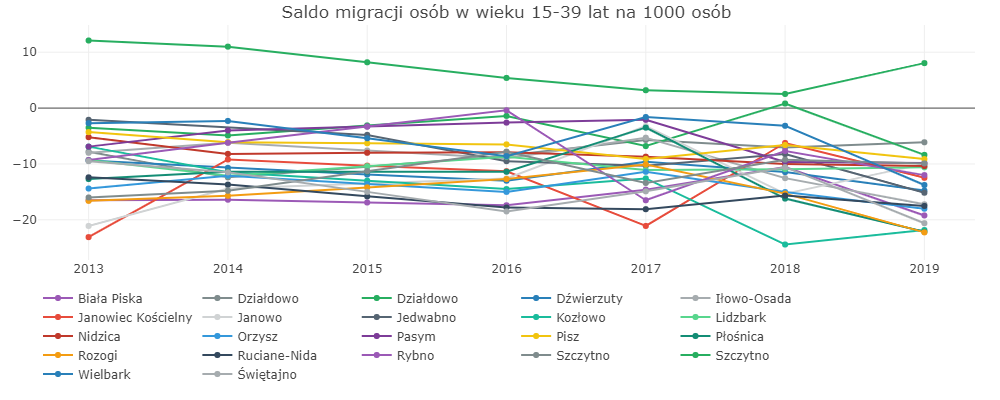 Saldo migracji osób w wieku 15-39 lat na 1000 osób
10
0
−10
−20
2013 2014 2015 2016 2017 2018 2019
Biała Piska Działdowo Działdowo Dźwierzuty Iłowo-Osada
Janowiec Kościelny Janowo Jedwabno Kozłowo Lidzbark
Nidzica Orzysz Pasym Pisz Płośnica
Rozogi Ruciane-Nida Rybno Szczytno Szczytno
Wielbark Świętajno